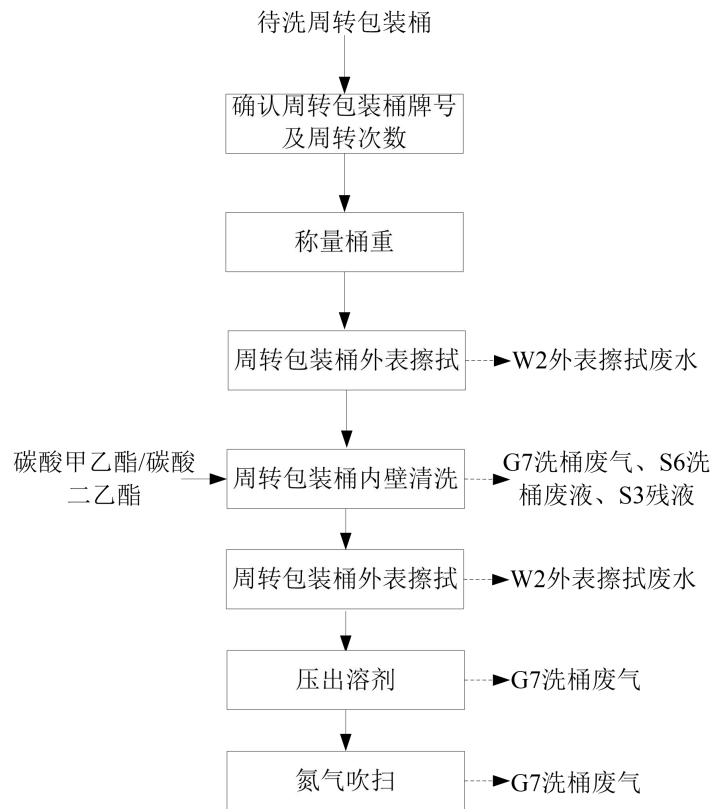 待洗周转包装桶
确认周转包装桶牌号
及周转次数
称量桶重
周转包装桶外表擦拭
W2外表擦拭废水
碳酸甲乙酯/碳酸
二乙酯
周转包装桶内壁清洗
G7洗桶废气、S6洗
桶废液、S3残液
周转包装桶外表擦拭
W2外表擦拭废水
压出溶剂
G7洗桶废气
氮气吹扫
G7洗桶废气